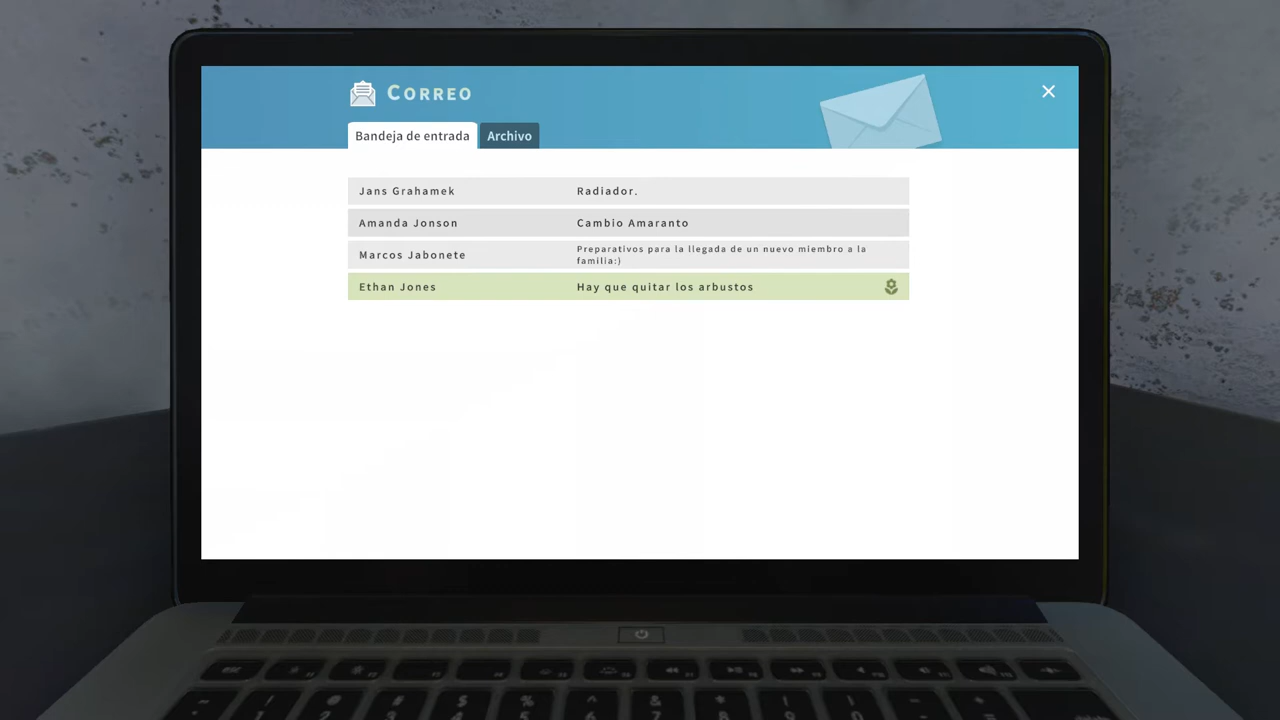 Correo
Bandeja de entrada Archivo
Jans Grahamek Radiador.
Amanda Jonson Cambio Amaranto
Marcos Jabonete Preparativos para la llegada de un nuevo miembro a la
familia:)
Ethan Jones Hay que quitar los arbustos